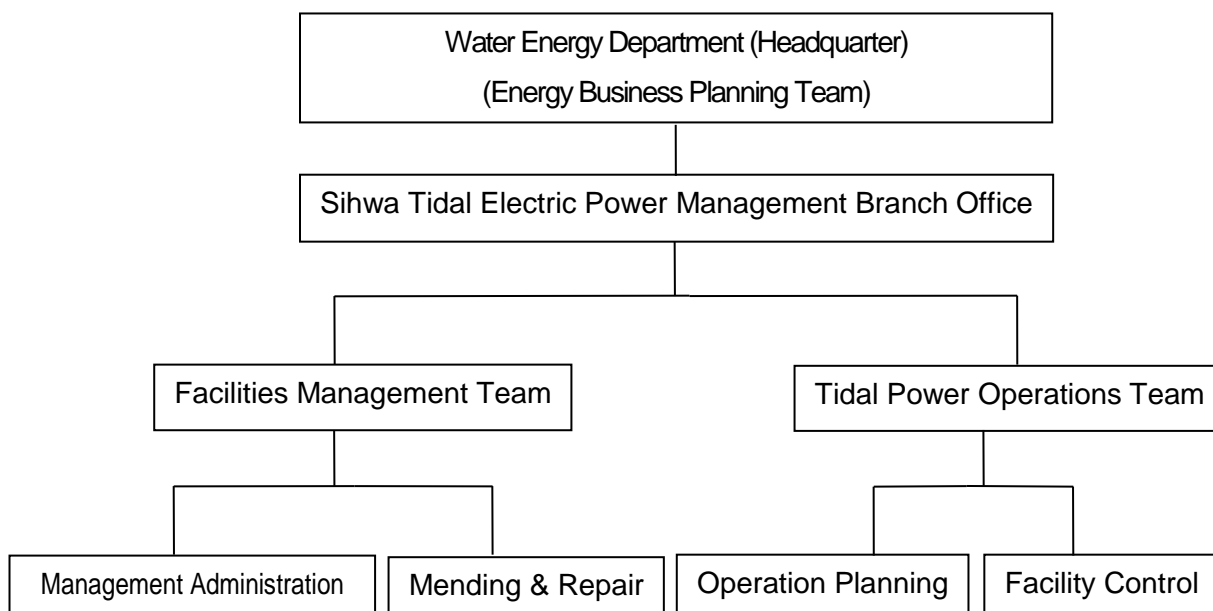 Water Energy Department (Headquarter)
(Energy Business Planning Team)
Sihwa Tidal Electric Power Management Branch Office
Facilities Management Team
Tidal Power Operations Team
Management Administration
Mending & Repair
Operation Planning
Facility Control